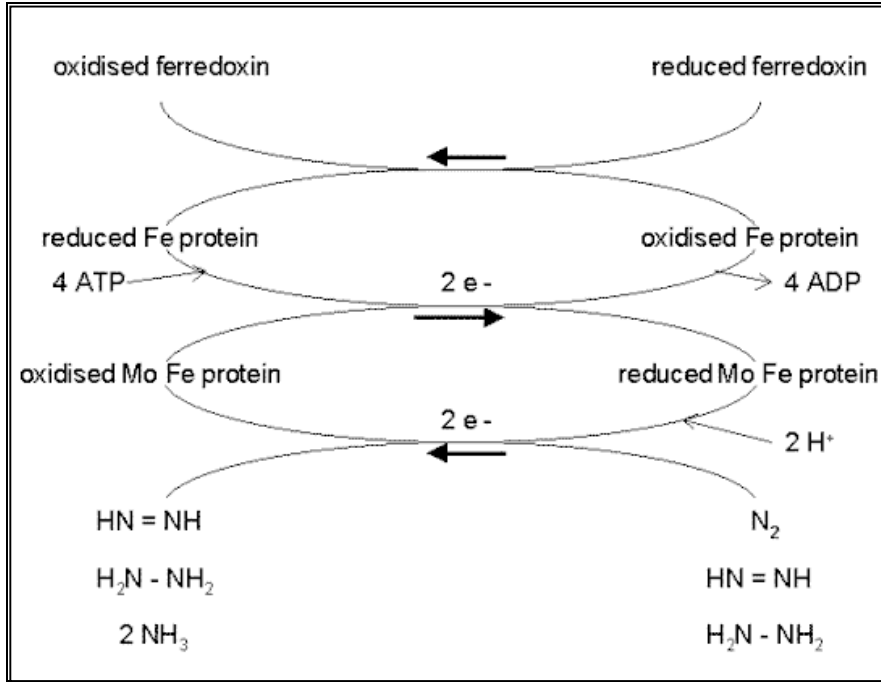 oxidised ferredoxin reduced ferredoxin
reduced Fe protein oxidised Fe protein
4 ATP 2 e - 4 ADP
oxidised Mo Fe protein reduced Mo Fe protein
2 e -
2 H⁺
HN = NH N₂
H₂N - NH₂ HN = NH
2 NH₃ H₂N - NH₂